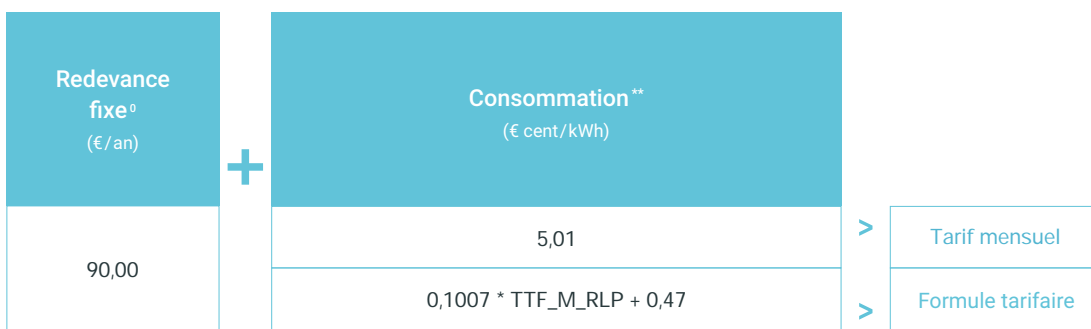 Redevance
fixe⁰
(€/an)
+
Consommation**
(€ cent/kWh)
90,00
5,01
> Tarif mensuel
0,1007 * TTF_M_RLP + 0,47
> Formule tarifaire